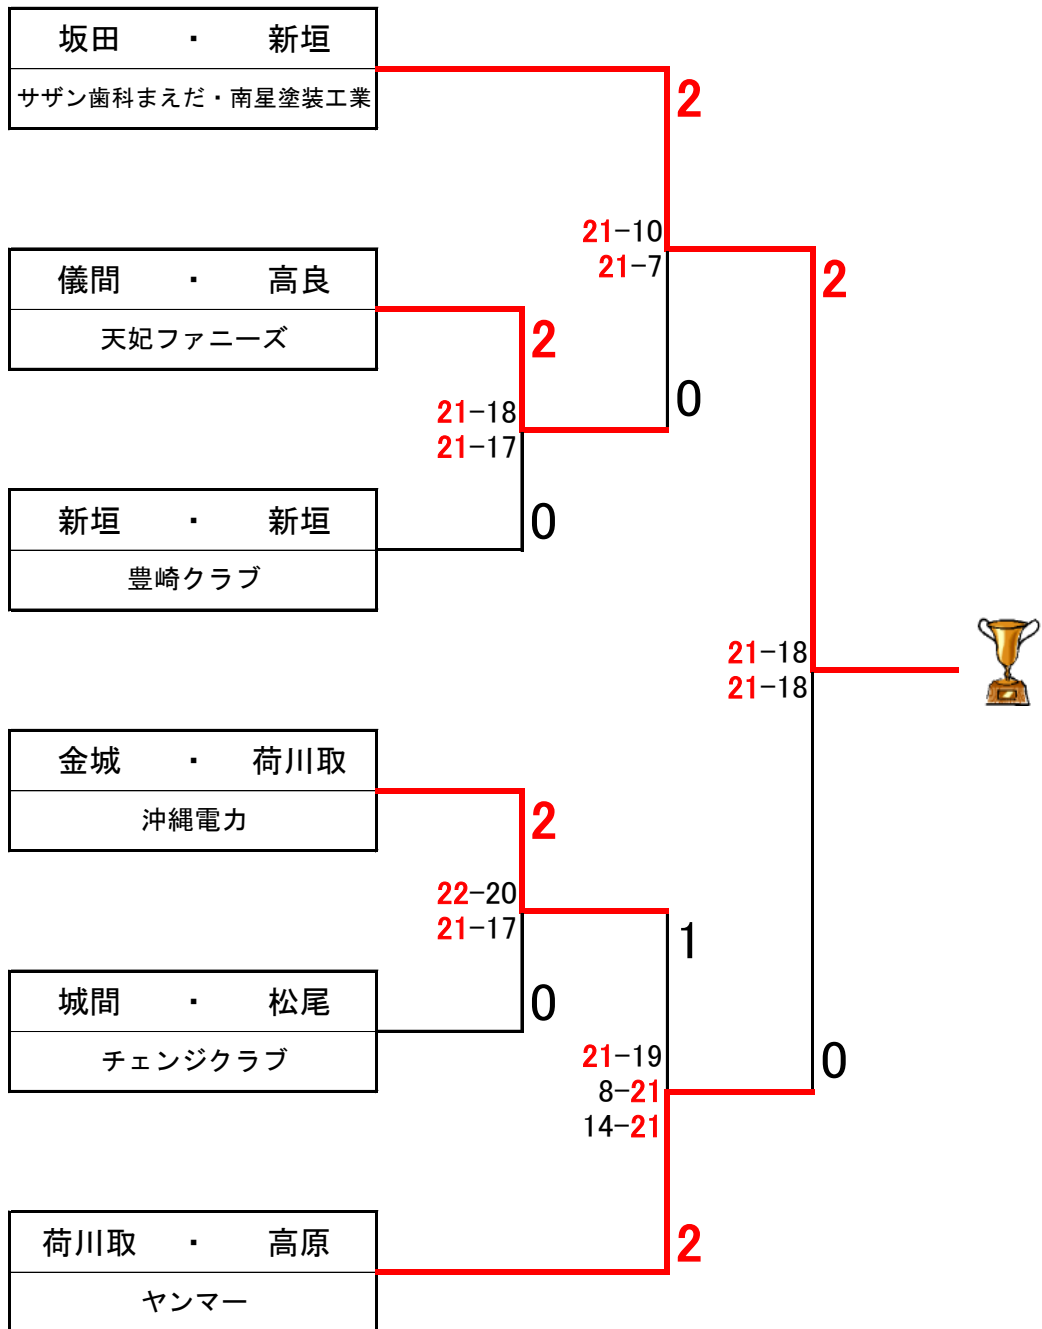 坂田 ・ 新垣
サザン歯科まえだ・南星塗装工業
2
21-10
21-7
儀間 ・ 高良
天妃ファニーズ
2
2
0
21-18
21-17
新垣 ・ 新垣
豊崎クラブ
0
21-18
21-18
金城 ・ 荷川取
沖縄電力
2
22-20
21-17
1
城間 ・ 松尾
チェンジクラブ
0
21-19
8-21
14-21
0
荷川取 ・ 高原
ヤンマー
2